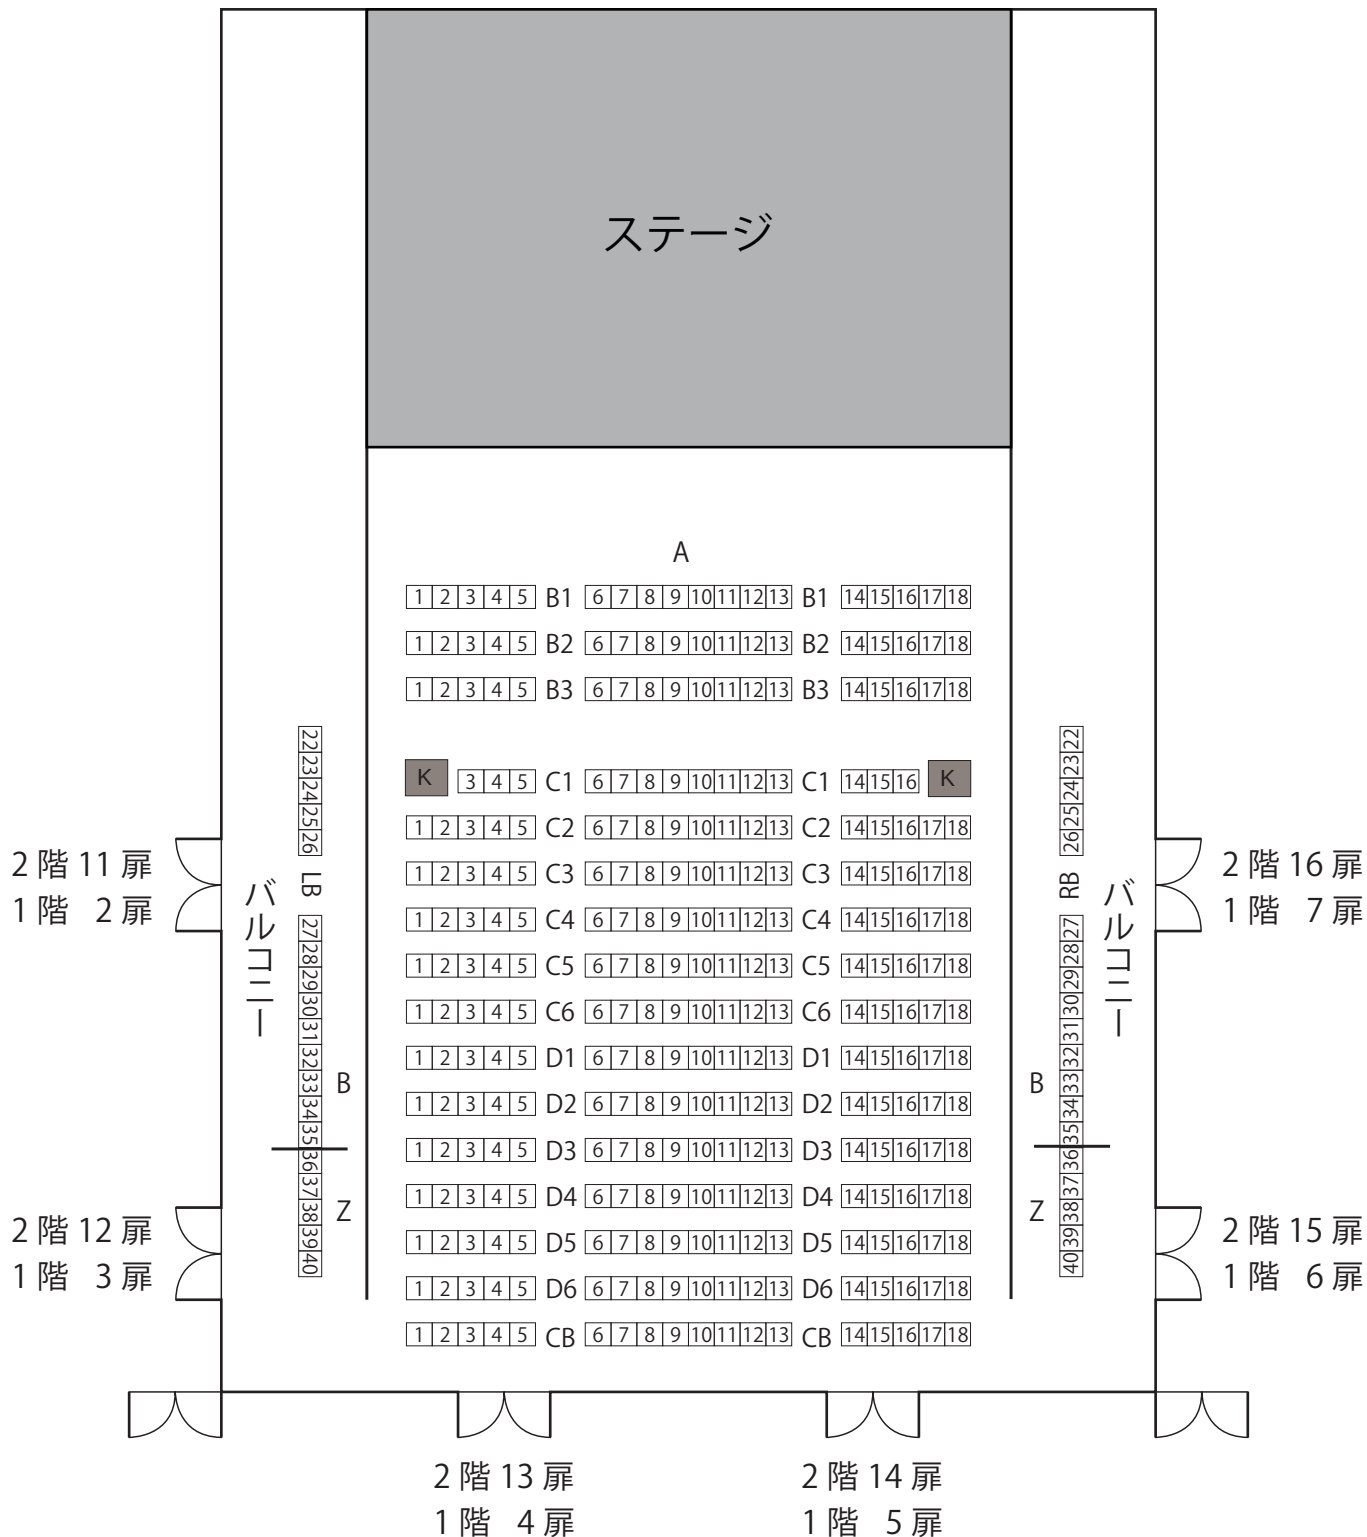 ステージ
A
1 2 3 4 5 B1 6 7 8 9 10 11 12 13 B1 14 15 16 17 18
1 2 3 4 5 B2 6 7 8 9 10 11 12 13 B2 14 15 16 17 18
1 2 3 4 5 B3 6 7 8 9 10 11 12 13 B3 14 15 16 17 18
K 3 4 5 C1 6 7 8 9 10 11 12 13 C1 14 15 16 K
1 2 3 4 5 C2 6 7 8 9 10 11 12 13 C2 14 15 16 17 18
1 2 3 4 5 C3 6 7 8 9 10 11 12 13 C3 14 15 16 17 18
1 2 3 4 5 C4 6 7 8 9 10 11 12 13 C4 14 15 16 17 18
1 2 3 4 5 C5 6 7 8 9 10 11 12 13 C5 14 15 16 17 18
1 2 3 4 5 C6 6 7 8 9 10 11 12 13 C6 14 15 16 17 18
1 2 3 4 5 D1 6 7 8 9 10 11 12 13 D1 14 15 16 17 18
1 2 3 4 5 D2 6 7 8 9 10 11 12 13 D2 14 15 16 17 18
1 2 3 4 5 D3 6 7 8 9 10 11 12 13 D3 14 15 16 17 18
1 2 3 4 5 D4 6 7 8 9 10 11 12 13 D4 14 15 16 17 18
1 2 3 4 5 D5 6 7 8 9 10 11 12 13 D5 14 15 16 17 18
1 2 3 4 5 D6 6 7 8 9 10 11 12 13 D6 14 15 16 17 18
1 2 3 4 5 CB 6 7 8 9 10 11 12 13 CB 14 15 16 17 18
22 23 24 25 26 LB 27 28 29 30 31 32 33 34 35 36 37 38 39 40
バルコニー
B
Z
22 23 24 25 26 RB 27 28 29 30 31 32 33 34 35 36 37 38 39 40
バルコニー
B
Z
2 階 11 扉
1 階 2 扉
2 階 12 扉
1 階 3 扉
2 階 16 扉
1 階 7 扉
2 階 15 扉
1 階 6 扉
2 階 13 扉
1 階 4 扉
2 階 14 扉
1 階 5 扉